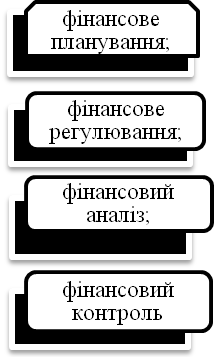 фінансове
планування;
фінансове
регулювання;
фінансовий
аналіз;
фінансовий
контроль